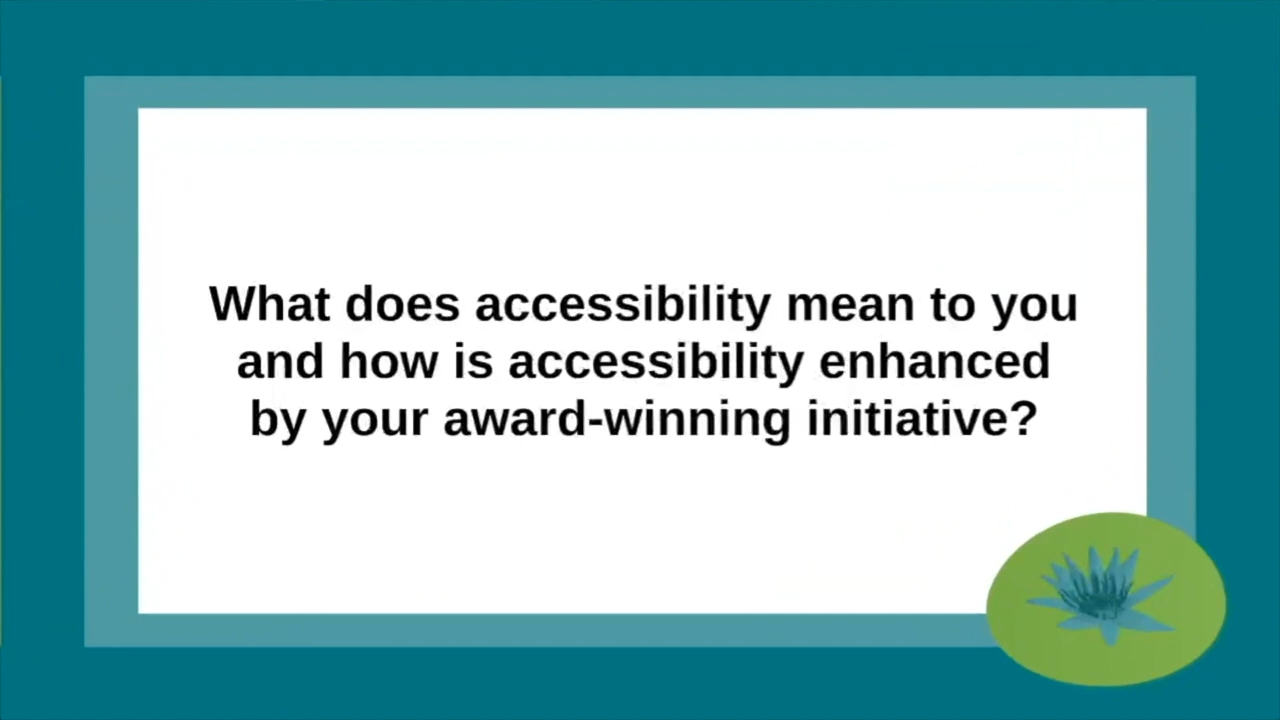 What does accessibility mean to you
and how is accessibility enhanced
by your award-winning initiative?